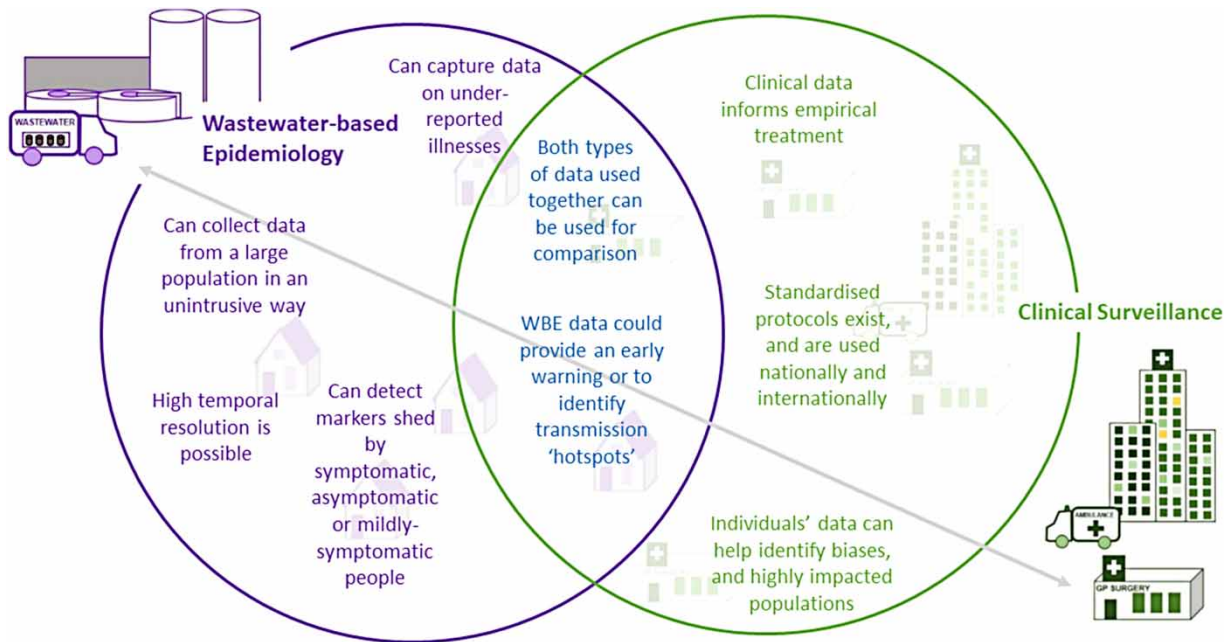 WASTEWATER
Wastewater-based
Epidemiology
Can capture data
on under-
reported
illnesses
Can collect data
from a large
population in an
unintrusive way
High temporal
resolution is
possible
Can detect
markers shed
by
symptomatic,
asymptomatic
or mildly-
symptomatic
people
Both types
of data used
together can
be used for
comparison
WBE data could
provide an early
warning or to
identify
transmission
‘hotspots’
Clinical data
informs empirical
treatment
Standardised
protocols exist,
and are used
nationally and
internationally
Individuals’ data can
help identify biases,
and highly impacted
populations
Clinical Surveillance
AMBULANCE
GP SURGERY